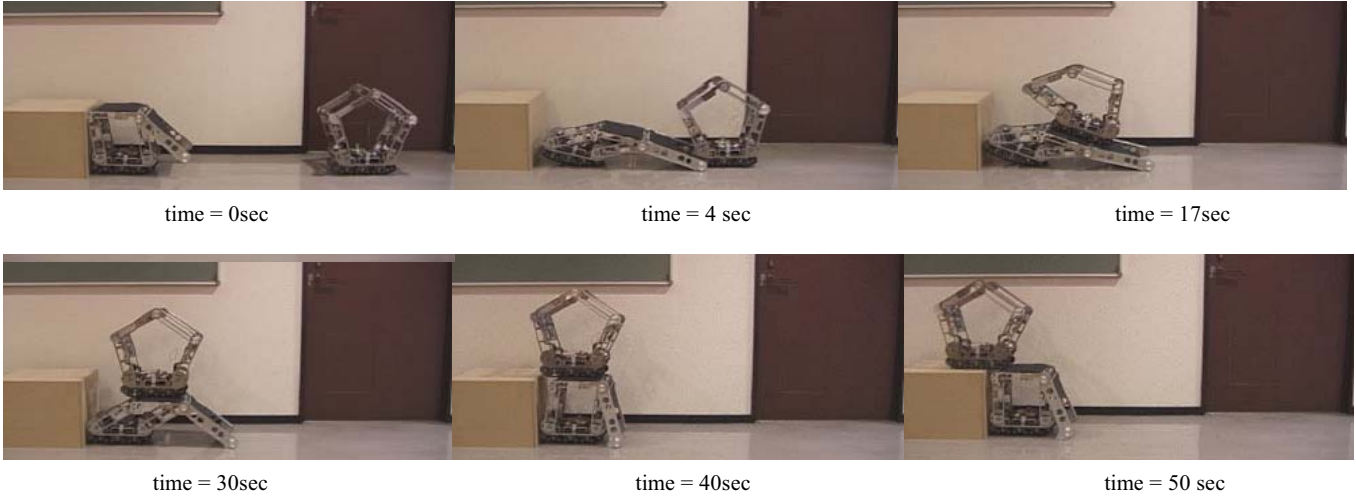 time = 0sec
time = 4 sec
time = 17sec
time = 30sec
time = 40sec
time = 50 sec